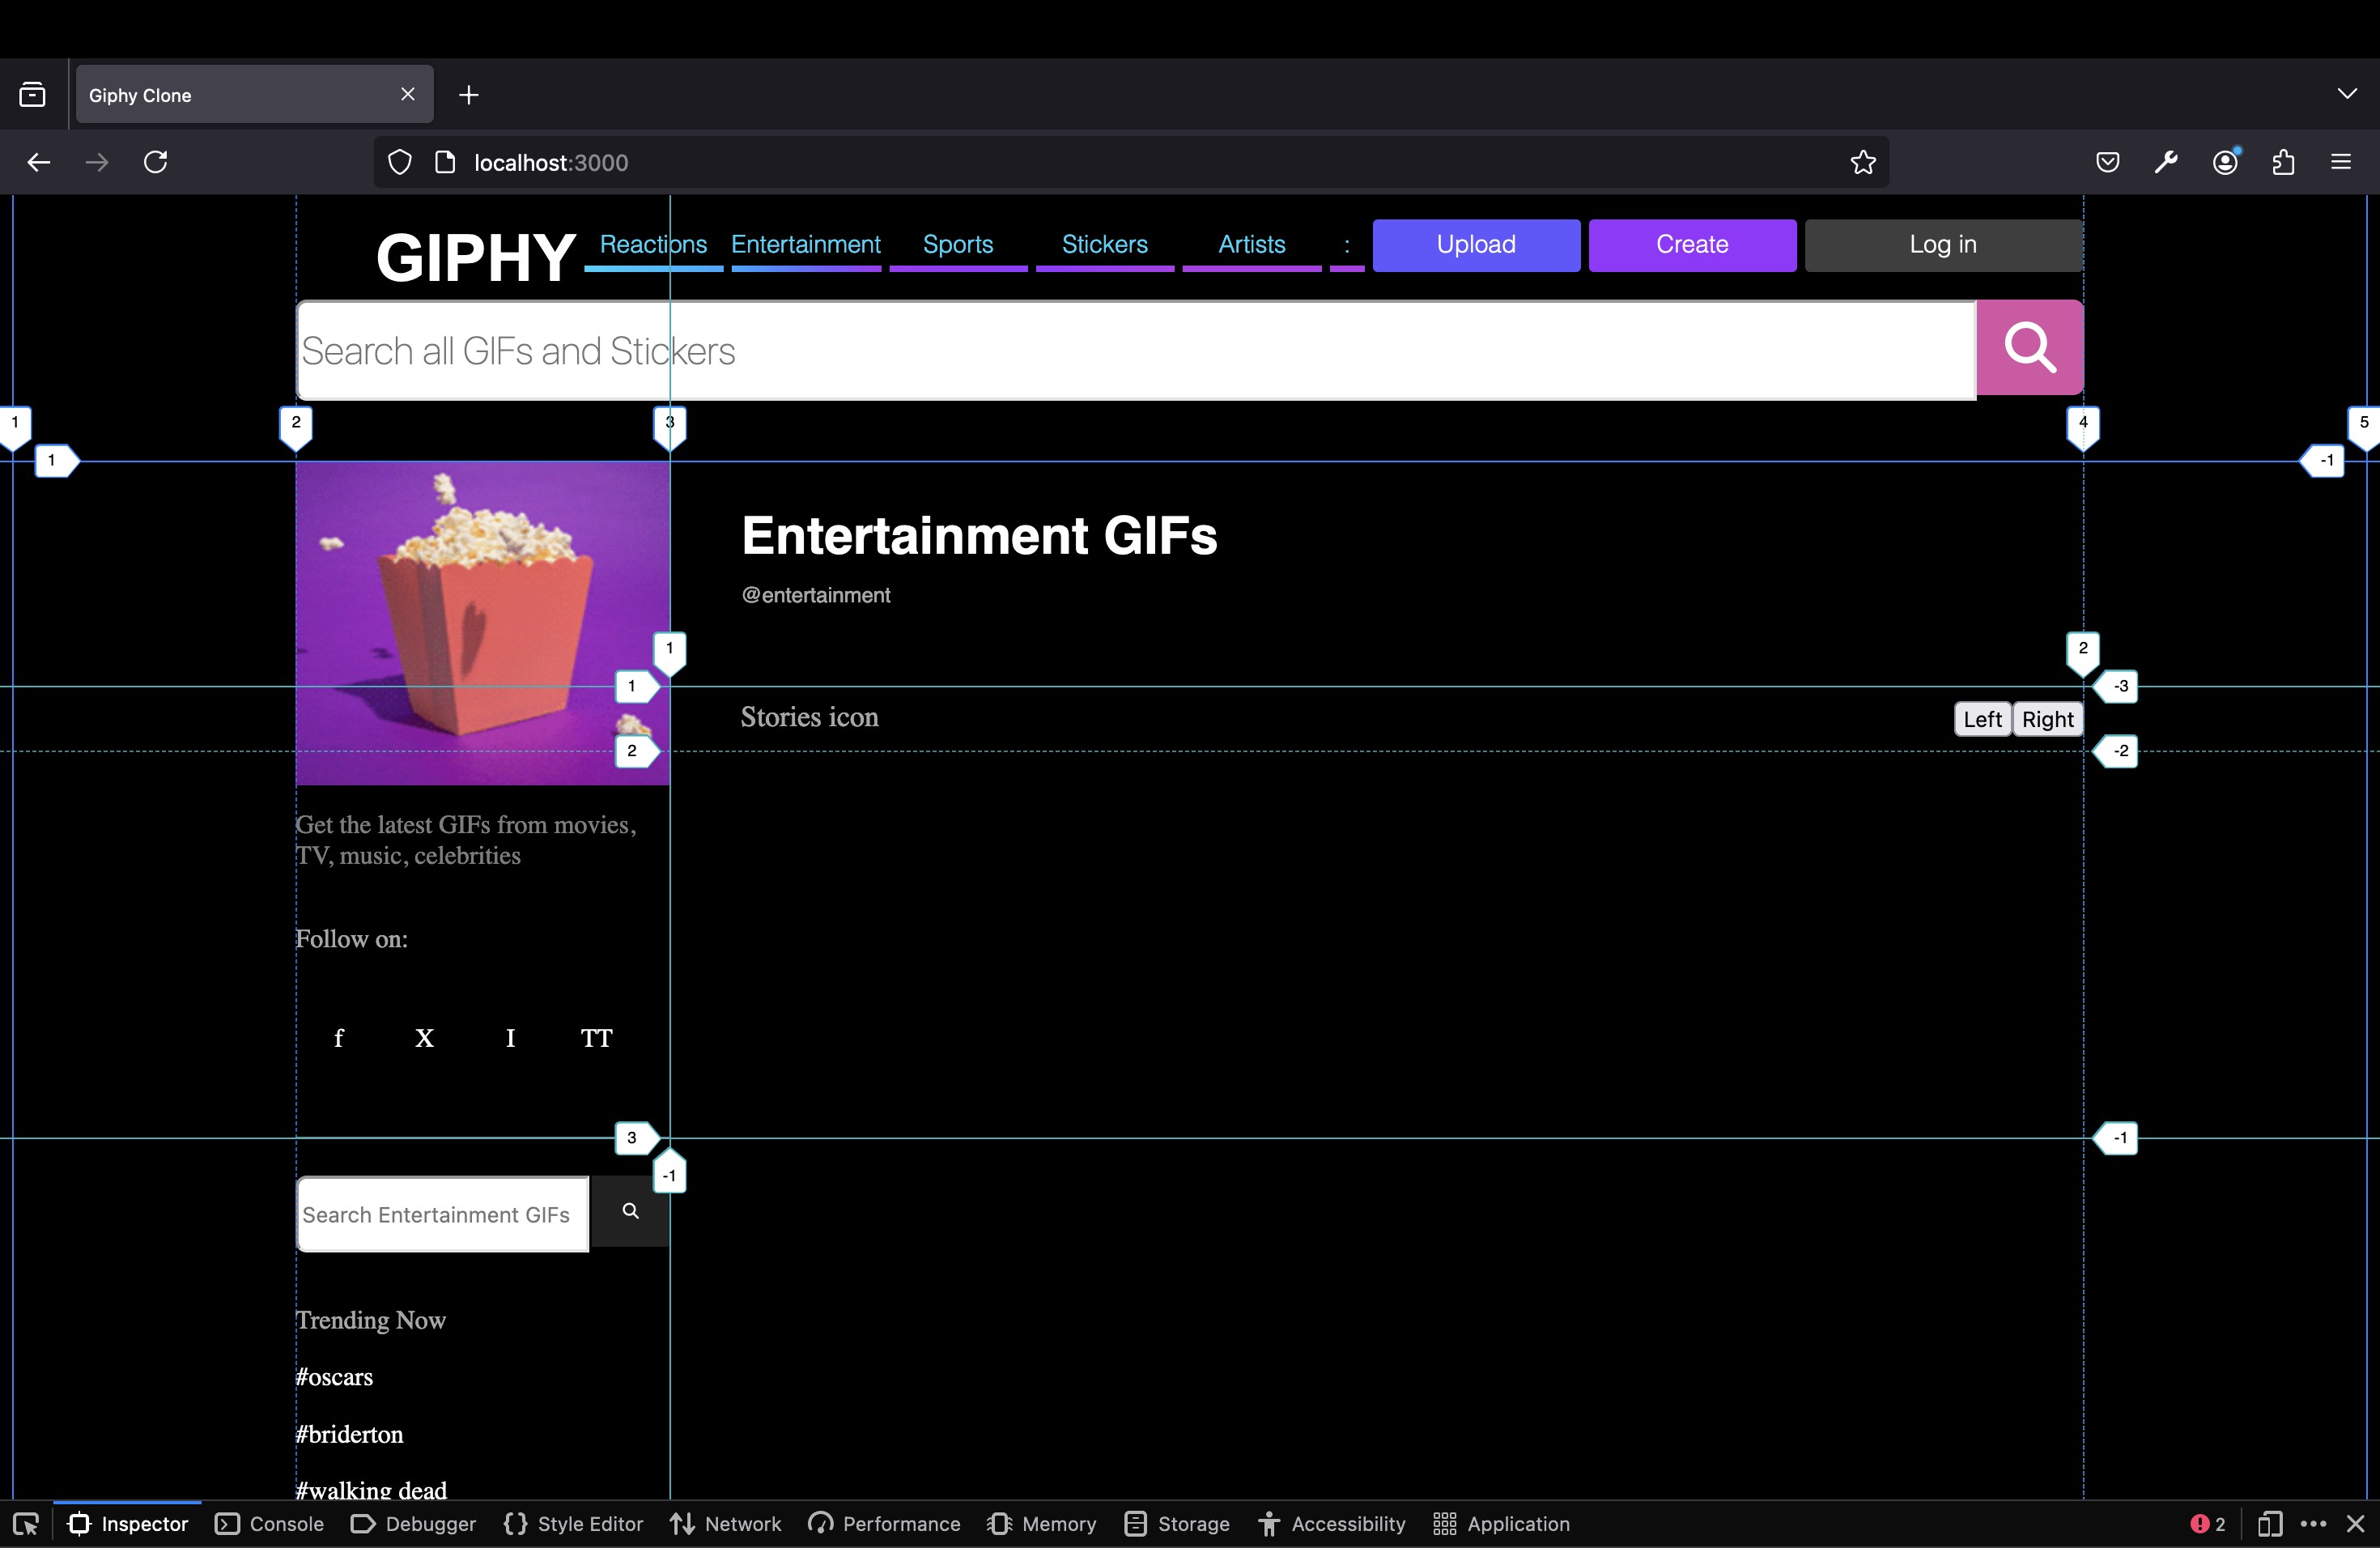 Giphy Clone
localhost:3000
GIPHY Reactions Entertainment Sports Stickers Artists : Upload Create Log in
Search all GIFs and Stickers
1 2 3 4 5
1 -1
Entertainment GIFs
@entertainment
1 2
1 -3
Stories icon Left Right
2 -2
Get the latest GIFs from movies,
TV, music, celebrities
Follow on:
f X I TT
3 -1
-1
Search Entertainment GIFs
Trending Now
#oscars
#briderton
#walking dead
Inspector Console Debugger Style Editor Network Performance Memory Storage Accessibility Application 2